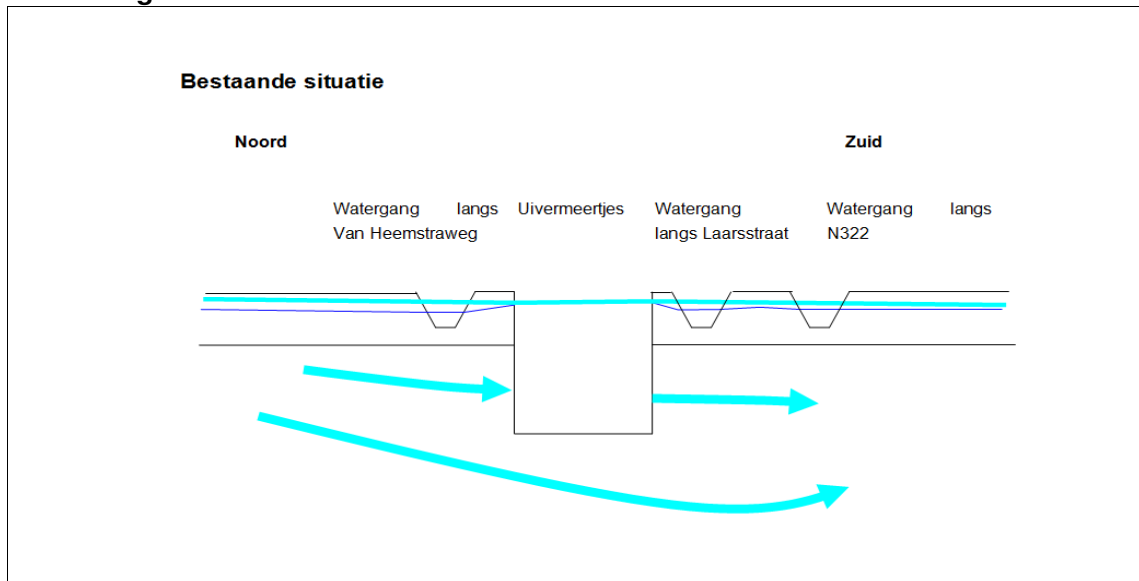 Bestaande situatie
Noord
Zuid
Watergang langs
Van Heemstraweg
Uivermeertjes
Watergang
langs Laarsstraat
Watergang langs
N322